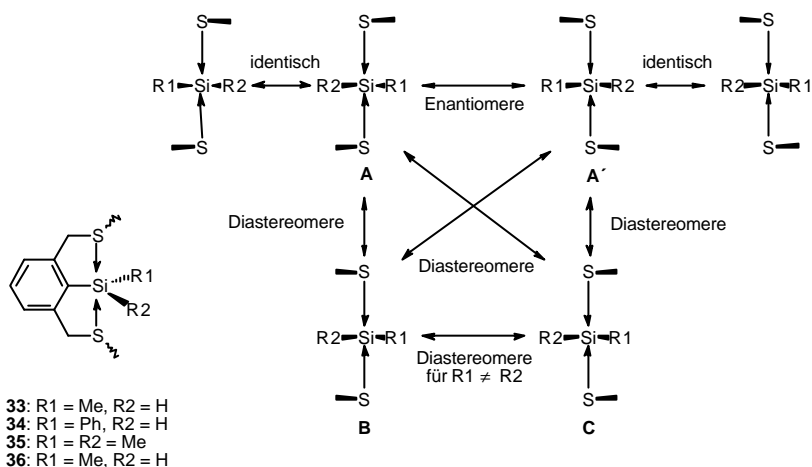 S
S
S
S
identisch
identisch
R1 Si R2
R2 Si R1
R1 Si R2
R2 Si R1
Enantiomere
S
S
S
S
A
A´
Diastereomere
Diastereomere
Diastereomere
S
S
S
R1
Si
R2
S
R2 Si R1
R2 Si R1
Diastereomere
für R1 ≠ R2
S
S
B
C
33: R1 = Me, R2 = H
34: R1 = Ph, R2 = H
35: R1 = R2 = Me
36: R1 = Me, R2 = H